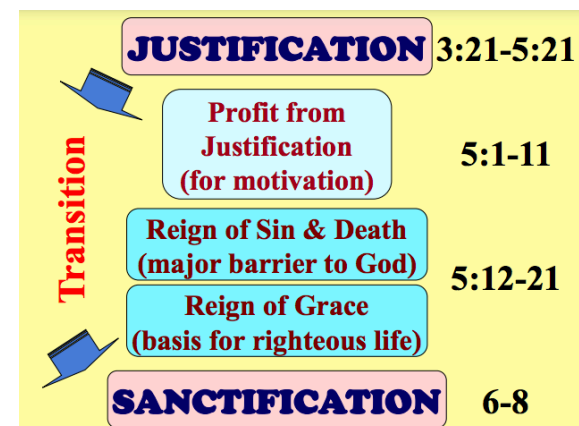 JUSTIFICATION 3:21-5:21
Transition
Profit from
Justification
(for motivation)
5:1-11
Reign of Sin & Death
(major barrier to God)
5:12-21
Reign of Grace
(basis for righteous life)
SANCTIFICATION 6-8